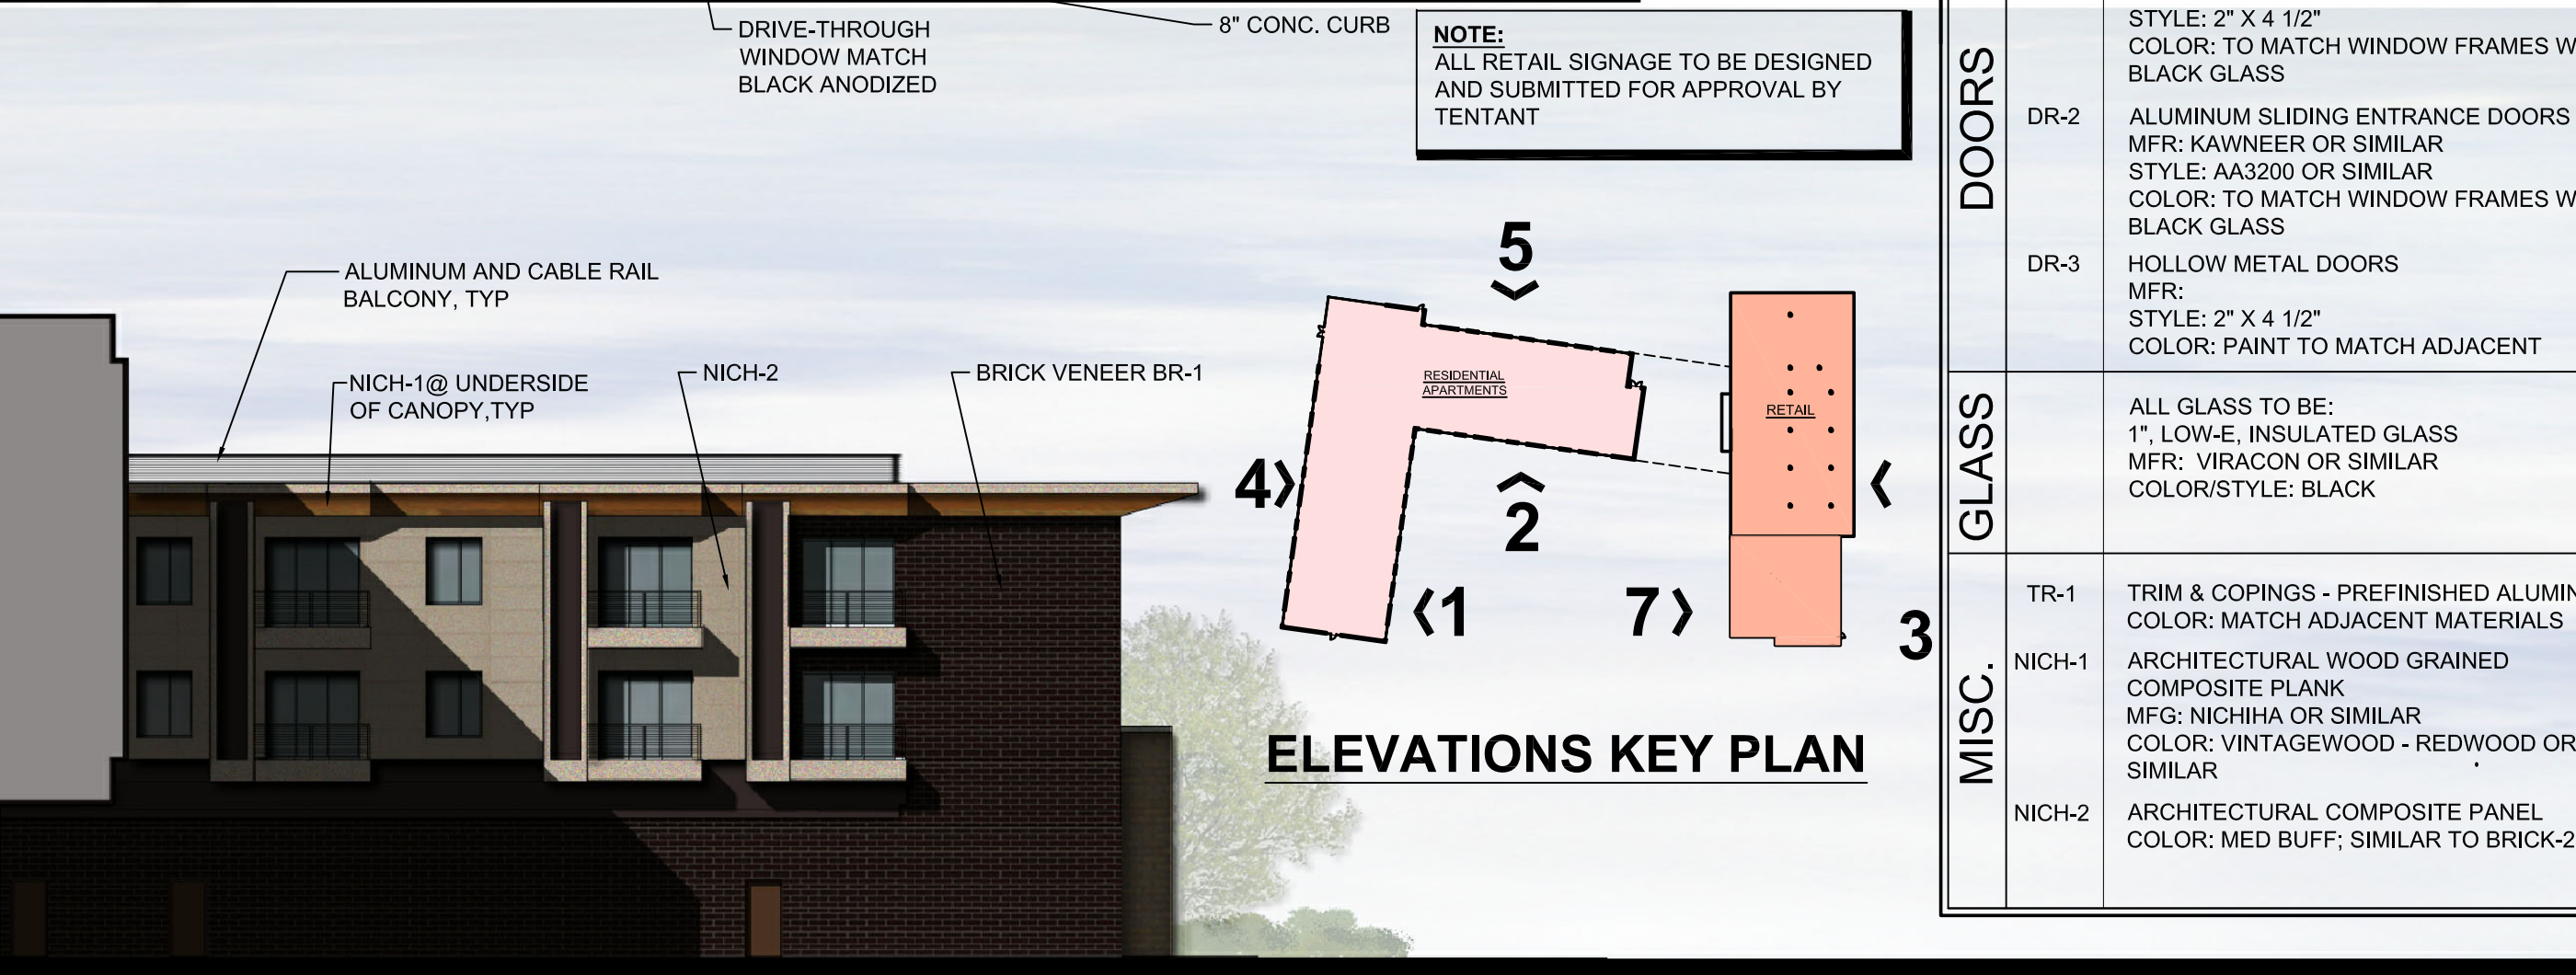 DRIVE-THROUGH
WINDOW MATCH
BLACK ANODIZED
8" CONC. CURB
NOTE:
ALL RETAIL SIGNAGE TO BE DESIGNED
AND SUBMITTED FOR APPROVAL BY
TENTANT
ALUMINUM AND CABLE RAIL
BALCONY, TYP
NICH-1@ UNDERSIDE
OF CANOPY,TYP
NICH-2
BRICK VENEER BR-1
5
RESIDENTIAL
APARTMENTS
RETAIL
4
2
1
7
3
ELEVATIONS KEY PLAN
DOORS
STYLE: 2" X 4 1/2"
COLOR: TO MATCH WINDOW FRAMES W
BLACK GLASS
DR-2
ALUMINUM SLIDING ENTRANCE DOORS
MFR: KAWNEER OR SIMILAR
STYLE: AA3200 OR SIMILAR
COLOR: TO MATCH WINDOW FRAMES W
BLACK GLASS
DR-3
HOLLOW METAL DOORS
MFR:
STYLE: 2" X 4 1/2"
COLOR: PAINT TO MATCH ADJACENT
GLASS
ALL GLASS TO BE:
1", LOW-E, INSULATED GLASS
MFR: VIRACON OR SIMILAR
COLOR/STYLE: BLACK
MISC.
TR-1
TRIM & COPINGS - PREFINISHED ALUMIN
COLOR: MATCH ADJACENT MATERIALS
NICH-1
ARCHITECTURAL WOOD GRAINED
COMPOSITE PLANK
MFG: NICHIHA OR SIMILAR
COLOR: VINTAGEWOOD - REDWOOD OR
SIMILAR
NICH-2
ARCHITECTURAL COMPOSITE PANEL
COLOR: MED BUFF; SIMILAR TO BRICK-2